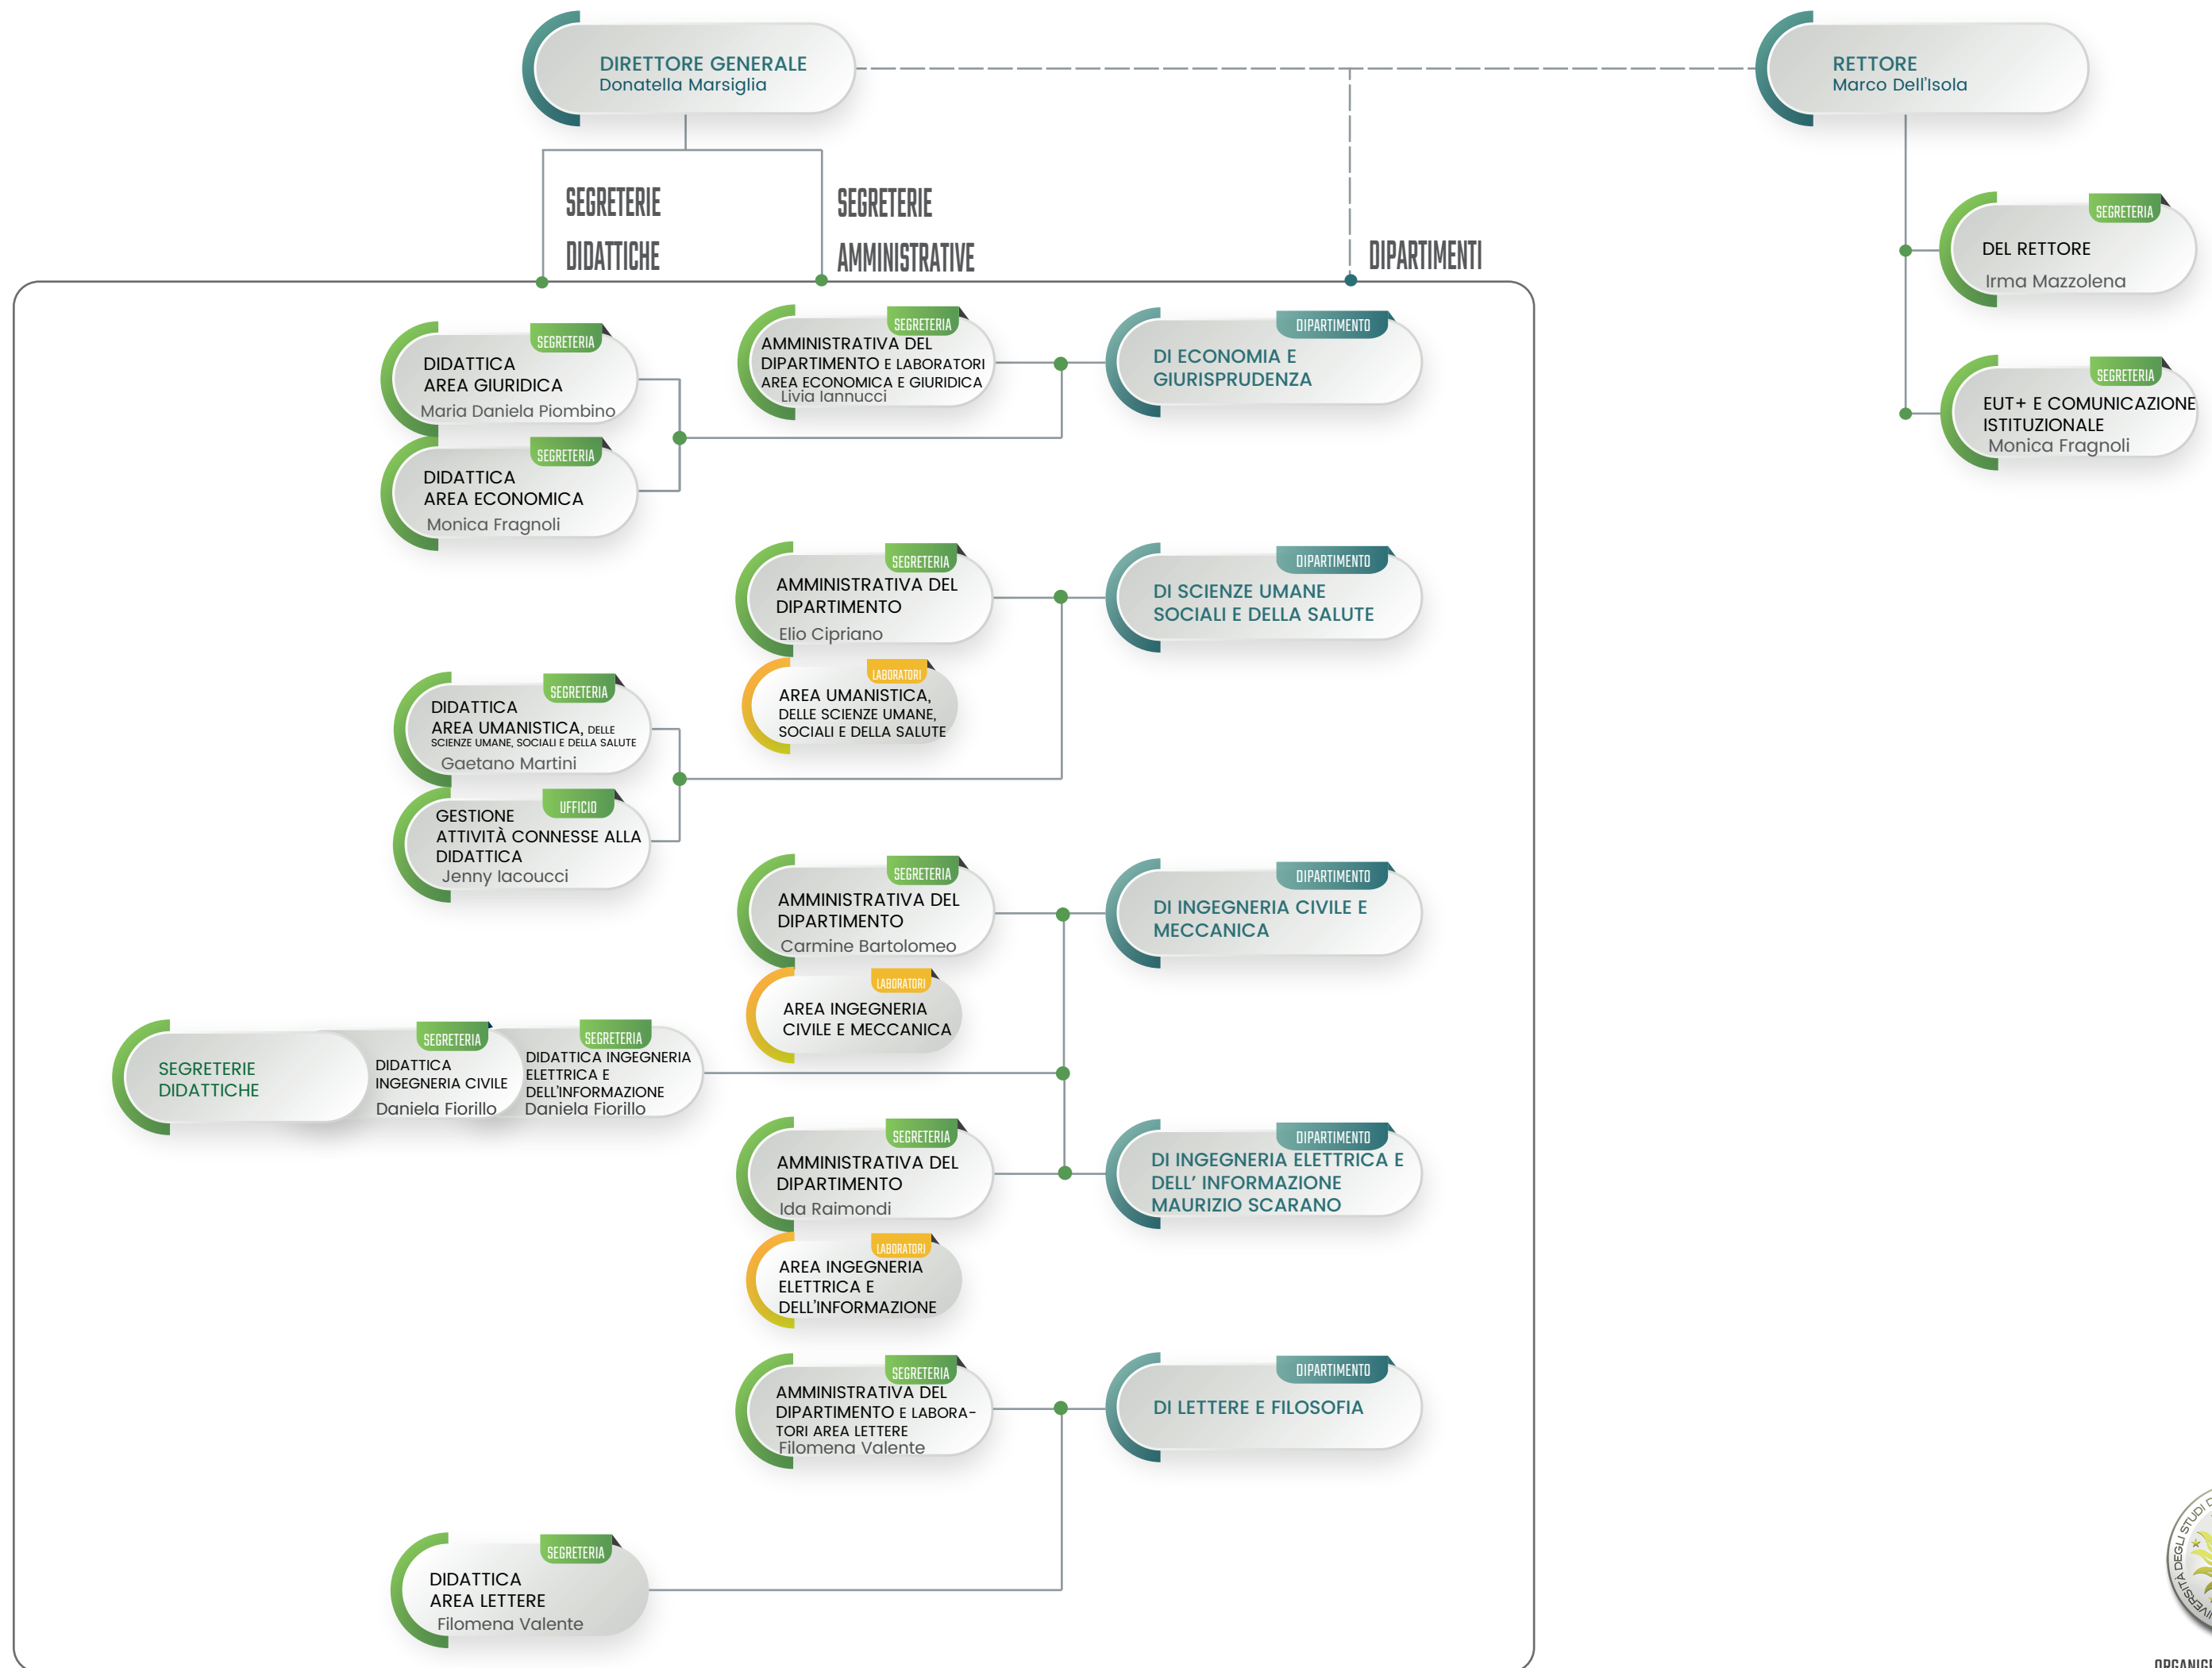 DIRETTORE GENERALE
Donatella Marsiglia
RETTORE
Marco Dell'Isola
SEGRETERIE
DIDATTICHE
SEGRETERIE
AMMINISTRATIVE
DIPARTIMENTI
SEGRETERIA
DEL RETTORE
Irma Mazzolena
SEGRETERIA
EUT+ E COMUNICAZIONE
ISTITUZIONALE
Monica Fragnoli
SEGRETERIA
DIDATTICA
AREA GIURIDICA
Maria Daniela Piombino
SEGRETERIA
DIDATTICA
AREA ECONOMICA
Monica Fragnoli
SEGRETERIA
AMMINISTRATIVA DEL
DIPARTIMENTO E LABORATORI
AREA ECONOMICA E GIURIDICA
Livia Iannucci
DIPARTIMENTO
DI ECONOMIA E
GIURISPRUDENZA
SEGRETERIA
AMMINISTRATIVA DEL
DIPARTIMENTO
Elio Cipriano
LABORATORI
AREA UMANISTICA,
DELLE SCIENZE UMANE,
SOCIALI E DELLA SALUTE
DIPARTIMENTO
DI SCIENZE UMANE
SOCIALI E DELLA SALUTE
SEGRETERIA
DIDATTICA
AREA UMANISTICA, DELLE
SCIENZE UMANE, SOCIALI E DELLA SALUTE
Gaetano Martini
UFFICIO
GESTIONE
ATTIVITÀ CONNESSE ALLA
DIDATTICA
Jenny Iacoucci
SEGRETERIA
AMMINISTRATIVA DEL
DIPARTIMENTO
Carmine Bartolomeo
LABORATORI
AREA INGEGNERIA
CIVILE E MECCANICA
DIPARTIMENTO
DI INGEGNERIA CIVILE E
MECCANICA
SEGRETERIE
DIDATTICHE
SEGRETERIA
DIDATTICA
INGEGNERIA CIVILE
Daniela Fiorillo
SEGRETERIA
DIDATTICA INGEGNERIA
ELETTRICA E
DELL'INFORMAZIONE
Daniela Fiorillo
SEGRETERIA
AMMINISTRATIVA DEL
DIPARTIMENTO
Ida Raimondi
LABORATORI
AREA INGEGNERIA
ELETTRICA E
DELL'INFORMAZIONE
DIPARTIMENTO
DI INGEGNERIA ELETTRICA E
DELL' INFORMAZIONE
MAURIZIO SCARANO
SEGRETERIA
AMMINISTRATIVA DEL
DIPARTIMENTO E LABORA-
TORI AREA LETTERE
Filomena Valente
DIPARTIMENTO
DI LETTERE E FILOSOFIA
SEGRETERIA
DIDATTICA
AREA LETTERE
Filomena Valente
DEGLI STUDI